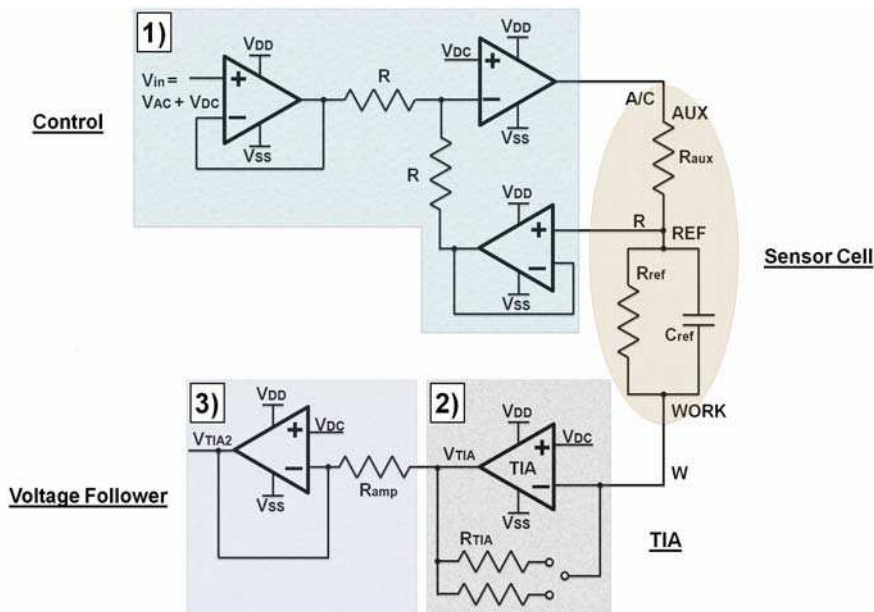 1)
Control
Vin =
VAC + VDC
VDD
VSS
R
R
VDC
VDD
VSS
VDD
VSS
A/C
AUX
Raux
R
REF
Rref
Cref
Sensor Cell
WORK
W
3)
VDD
VDC
VTIA2
VSS
Ramp
Voltage Follower
2)
VDD
VDC
VTIA
TIA
VSS
RTIA
TIA